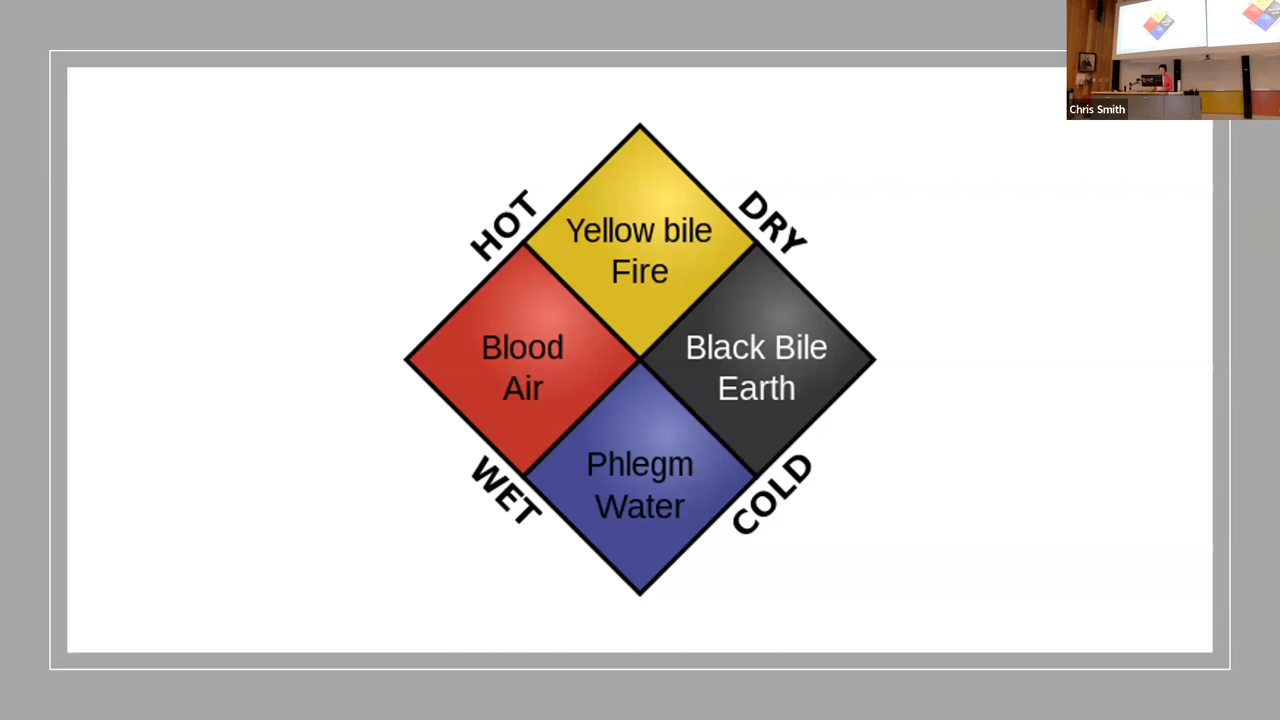 Chris Smith
HOT
DRY
Yellow bile
Fire
Blood
Air
Black Bile
Earth
Phlegm
Water
WET
COLD